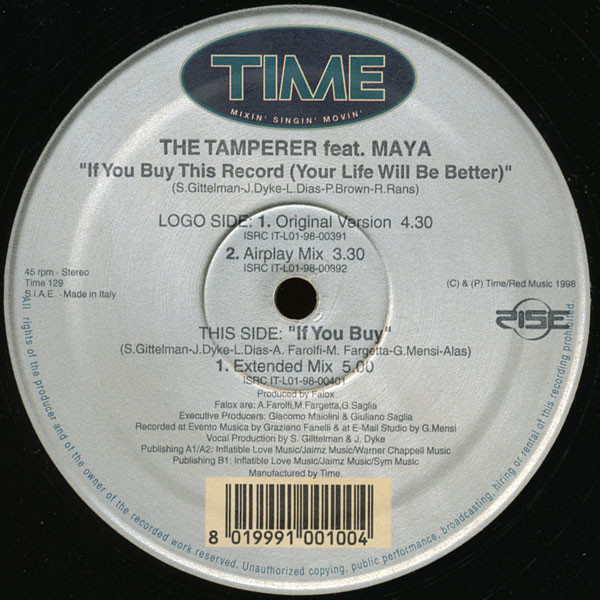 TIME
MIXIN' SINGIN' MOVIN'
THE TAMPERER feat. MAYA
"If You Buy This Record (Your Life Will Be Better)"
(S.Gittelman-J.Dyke-L.Dias-P.Brown-R.Rans)
LOGO SIDE: 1. Original Version 4.30
ISRC IT-L01-98-00391
2. Airplay Mix 3.30
ISRC IT-L01-98-00392
45 rpm - Stereo
Time 129
S.I.A.E. - Made in Italy
(C) & (P) Time/Red Music 1998
RISE
THIS SIDE: "If You Buy"
(S.Gittelman-J.Dyke-L.Dias-A. Farolfi-M. Fargetta-G.Mensi-Alas)
1. Extended Mix 5.00
ISRC IT-L01-98-00401
Produced by Falox
Falox are: A.Farolfi,M.Fargetta,G.Saglia
Executive Producers: Giacomo Maiolini & Giuliano Saglia
Recorded at Evento Musica by Graziano Fanelli & at E-Mail Studio by G.Mensi
Vocal Production by S. Gilttelman & J. Dyke
Publishing A1/A2: Inflatible Love Music/Jaimz Music/Warner Chappell Music
Publishing B1: Inflatible Love Music/Jaimz Music/Sym Music
Manufactured by Time.
8 019991 001004
All rights of the producer and of the owner of the recorded work reserved. Unauthorized copying, public performance, broadcasting, hiring or rental of this recording prohibited.